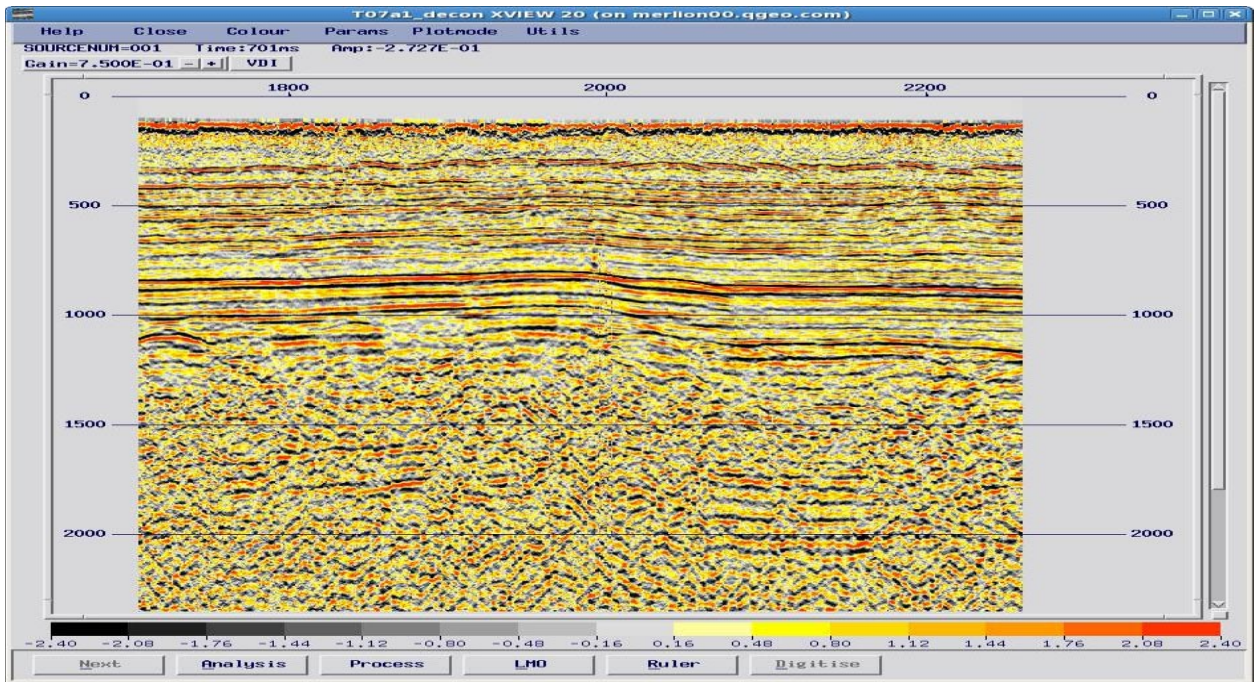 T07a1_decon XVIEW 20 (on merlion00.qgeo.com)
Help Close Colour Params Plotmode Utils
SOURCENUM=001 Time:701ms Amp:-2.727E-01
Gain=7.500E-01 - + VDI
1800 2000 2200
0 0
500 500
1000 1000
1500 1500
2000 2000
-2.40 -2.08 -1.76 -1.44 -1.12 -0.80 -0.48 -0.16 0.16 0.48 0.80 1.12 1.44 1.76 2.08 2.40
Next Analysis Process LMO Ruler Digitise